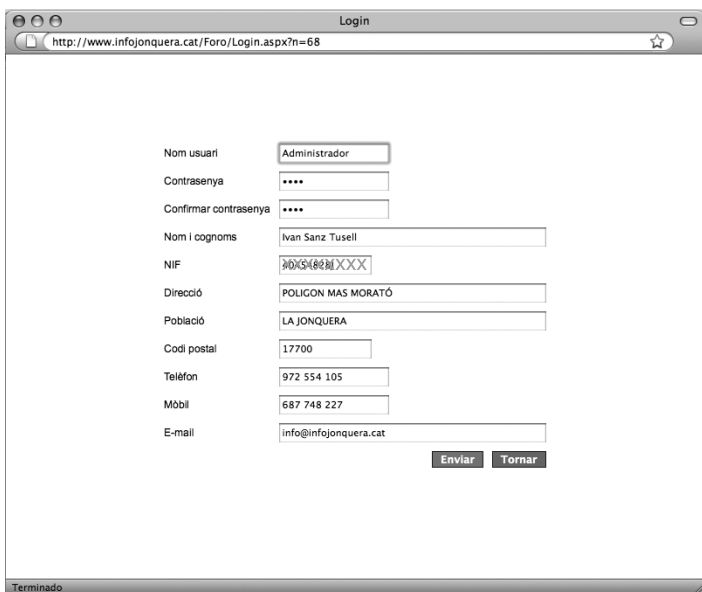 Login
http://www.infojonquera.cat/Foro/Login.aspx?n=68
Nom usuari Administrador
Contrasenya ••••
Confirmar contrasenya ••••
Nom i cognoms Ivan Sanz Tusell
NIF
Direcció POLIGON MAS MORATÓ
Població LA JONQUERA
Codi postal 17700
Telèfon 972 554 105
Mòbil 687 748 227
E-mail info@infojonquera.cat
Enviar Tornar
Terminado